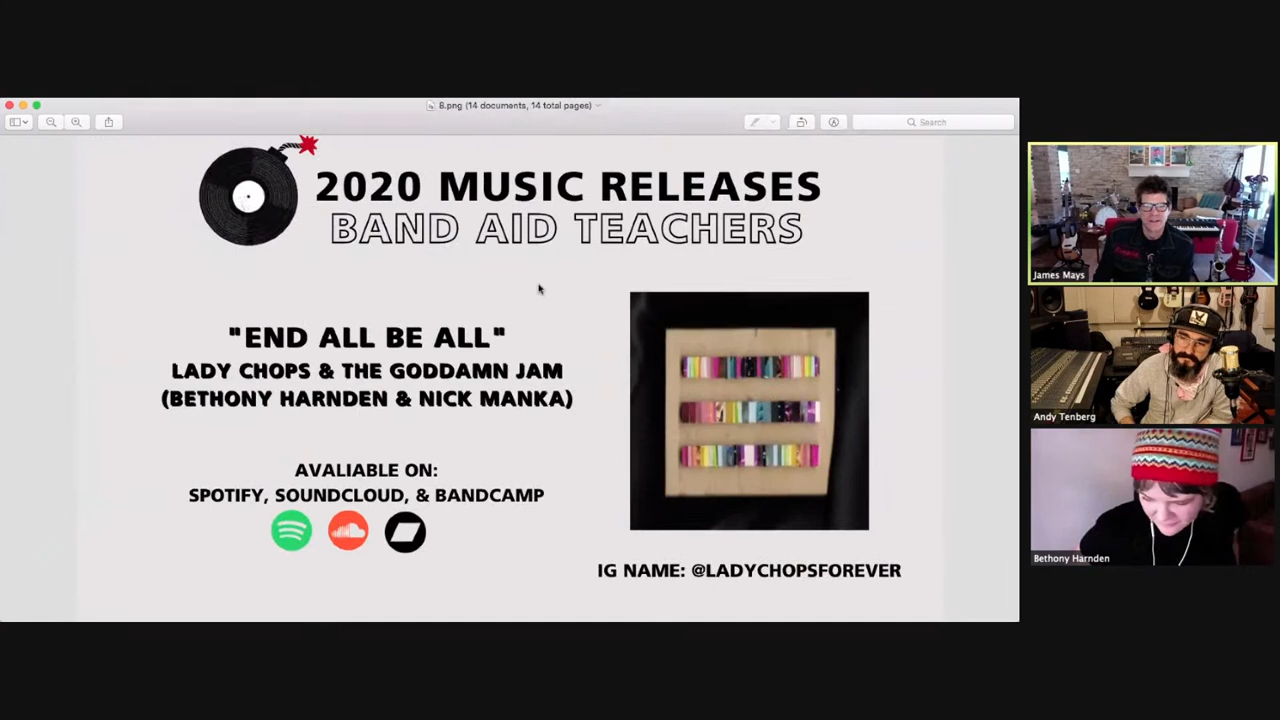 8.png (14 documents, 14 total pages)
Search
2020 MUSIC RELEASES
BAND AID TEACHERS
"END ALL BE ALL"
LADY CHOPS & THE GODDAMN JAM
(BETHONY HARNDEN & NICK MANKA)
AVALIABLE ON:
SPOTIFY, SOUNDCLOUD, & BANDCAMP
IG NAME: @LADYCHOPSFOREVER
James Mays
Andy Tenberg
Bethony Harnden